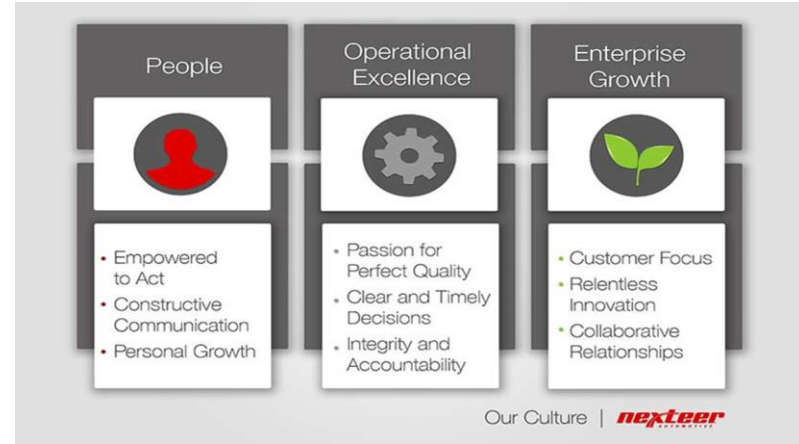 People
Empowered
to Act
Constructive
Communication
Personal Growth
Operational
Excellence
Passion for
Perfect Quality
Clear and Timely
Decisions
Integrity and
Accountability
Enterprise
Growth
Customer Focus
Relentless
Innovation
Collaborative
Relationships
Our Culture | nexteer
AUTOMOTIVE